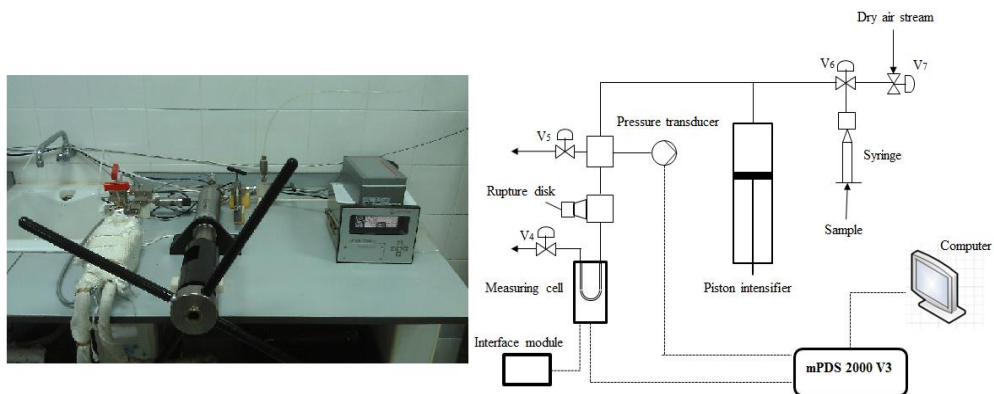 Dry air stream
V6
V7
Pressure transducer
V5
Syringe
Rupture disk
V4
Sample
Computer
Measuring cell
Piston intensifier
Interface module
mPDS 2000 V3